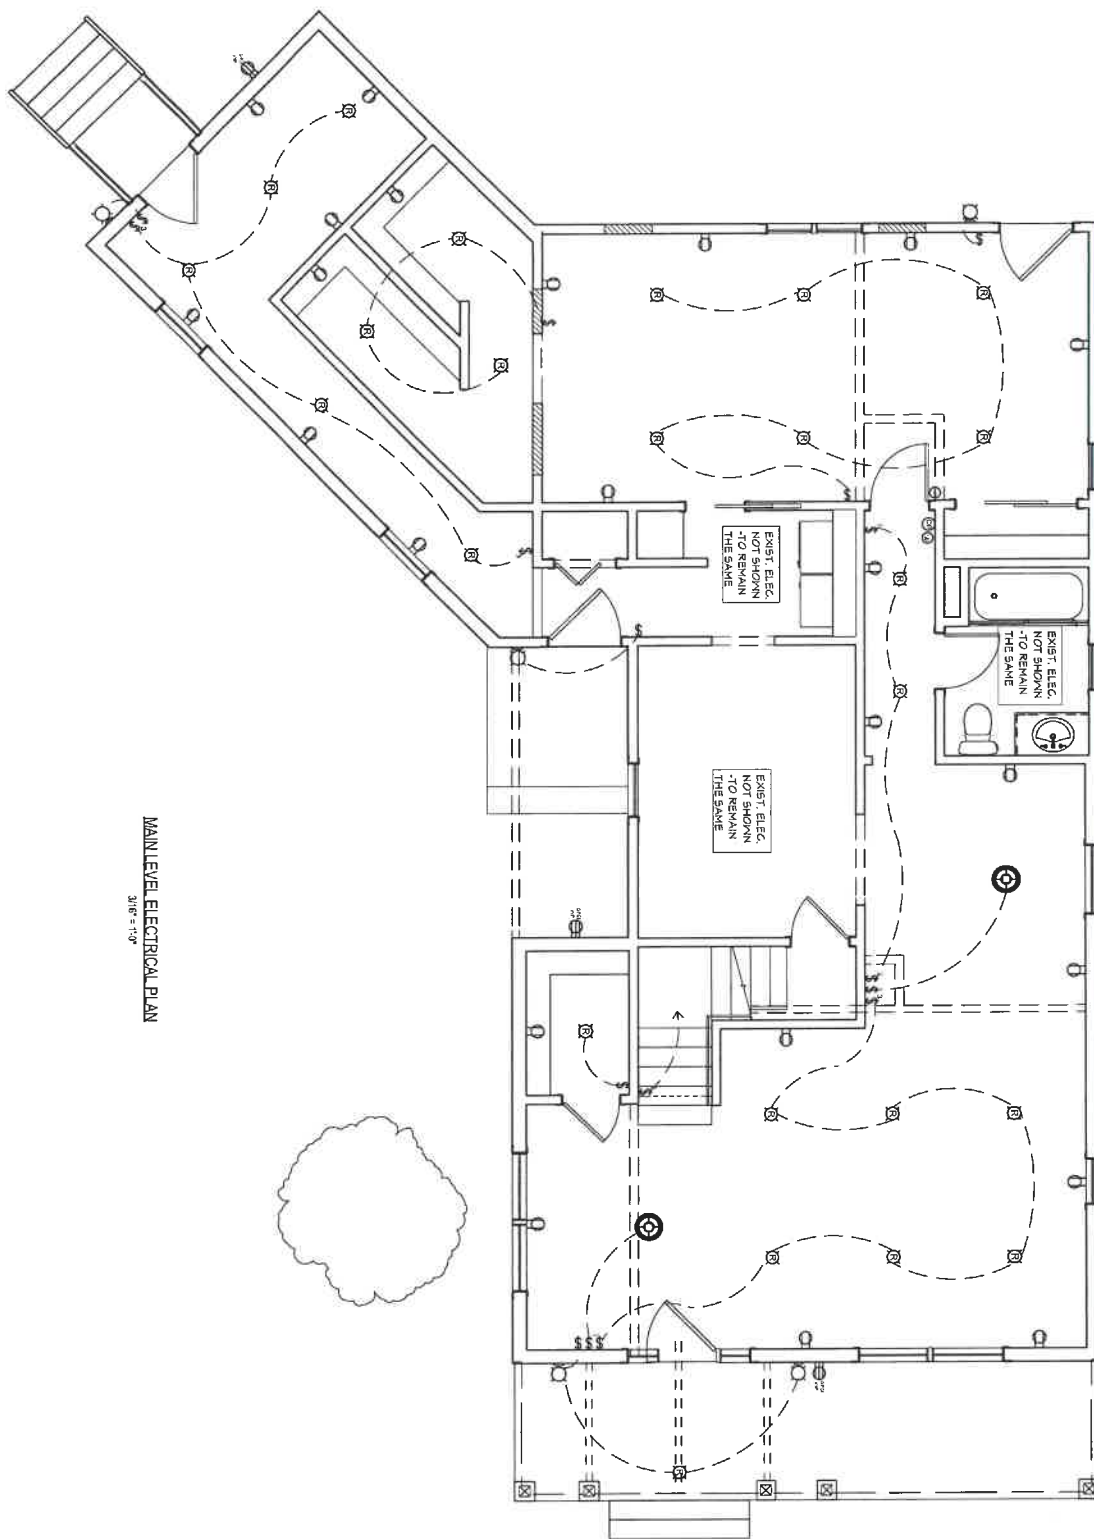 EXIST. ELEC.
NOT SHOWN
-TO REMAIN
THE SAME
EXIST. ELEC.
NOT SHOWN
-TO REMAIN
THE SAME
EXIST. ELEC.
NOT SHOWN
-TO REMAIN
THE SAME
MAIN LEVEL ELECTRICAL PLAN
3/16" = 1'-0"